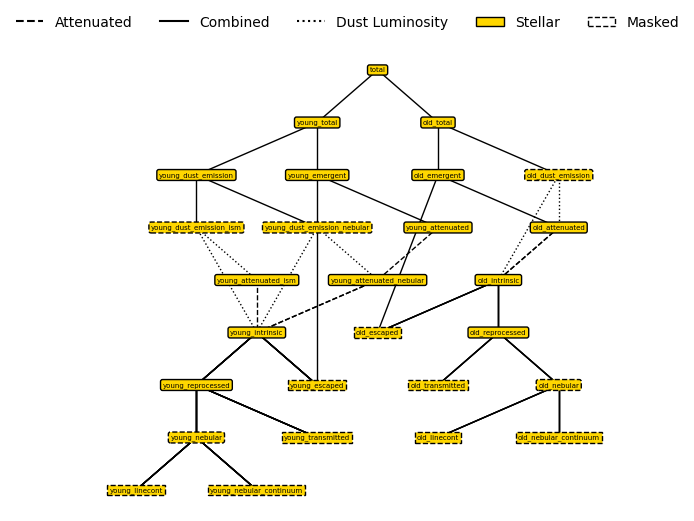 Attenuated Combined Dust Luminosity Stellar Masked
total
young_total old_total
young_dust_emission young_emergent old_emergent old_dust_emission
young_dust_emission_ism young_dust_emission_nebular young_attenuated old_attenuated
young_attenuated_ism young_attenuated_nebular old_intrinsic
young_intrinsic old_escaped old_reprocessed
young_reprocessed young_escaped old_transmitted old_nebular
young_nebular young_transmitted old_linecont old_nebular_continuum
young_linecont young_nebular_continuum